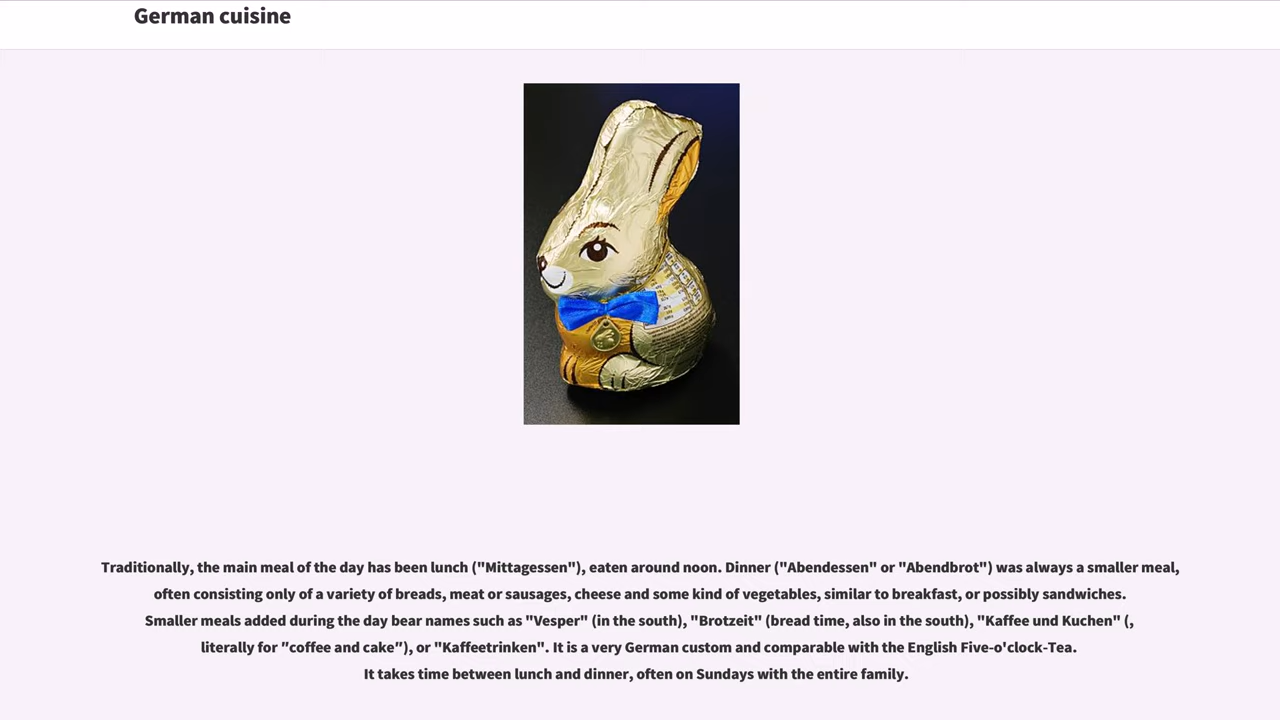 German cuisine
Traditionally, the main meal of the day has been lunch ("Mittagessen"), eaten around noon. Dinner ("Abendessen" or "Abendbrot") was always a smaller meal,
often consisting only of a variety of breads, meat or sausages, cheese and some kind of vegetables, similar to breakfast, or possibly sandwiches.
Smaller meals added during the day bear names such as "Vesper" (in the south), "Brotzeit" (bread time, also in the south), "Kaffee und Kuchen" (,
literally for ″coffee and cake″), or "Kaffeetrinken". It is a very German custom and comparable with the English Five-o'clock-Tea.
It takes time between lunch and dinner, often on Sundays with the entire family.